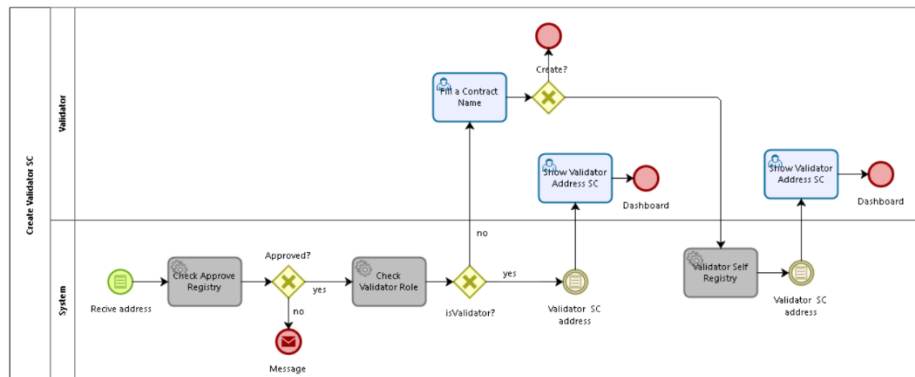 Create Validator SC
Validator
Fill a Contract
Name
Create?
Show Validator
Address SC
Dashboard
Show Validator
Address SC
Dashboard
System
Recive address
Check Approve
Registry
Approved?
yes
no
Message
Check
Validator Role
no
yes
isValidator?
Validator SC
address
Validator Self
Registry
Validator SC
address